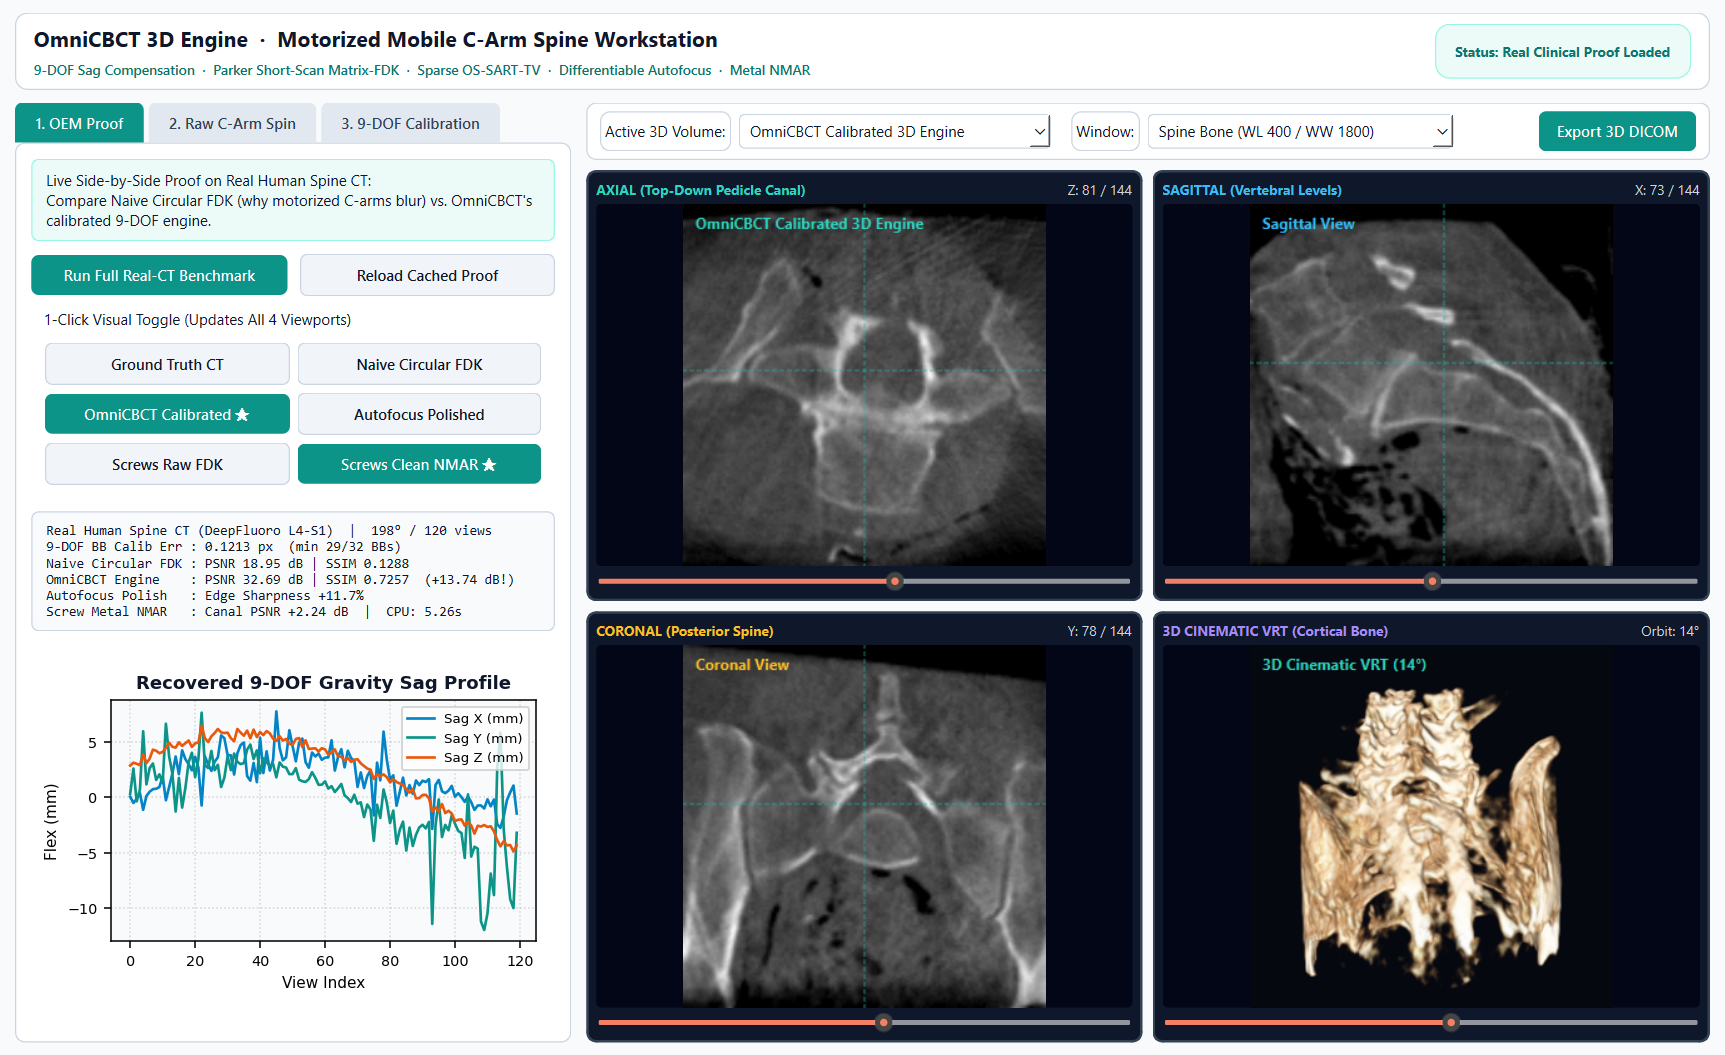 OmniCBCT 3D Engine · Motorized Mobile C-Arm Spine Workstation
9-DOF Sag Compensation · Parker Short-Scan Matrix-FDK · Sparse OS-SART-TV · Differentiable Autofocus · Metal NMAR
Status: Real Clinical Proof Loaded
1. OEM Proof
2. Raw C-Arm Spin
3. 9-DOF Calibration
Live Side-by-Side Proof on Real Human Spine CT:
Compare Naive Circular FDK (why motorized C-arms blur) vs. OmniCBCT's
calibrated 9-DOF engine.
Run Full Real-CT Benchmark
Reload Cached Proof
1-Click Visual Toggle (Updates All 4 Viewports)
Ground Truth CT
Naive Circular FDK
OmniCBCT Calibrated ★
Autofocus Polished
Screws Raw FDK
Screws Clean NMAR ★
Real Human Spine CT (DeepFluoro L4-S1) | 198° / 120 views
9-DOF BB Calib Err : 0.1213 px (min 29/32 BBs)
Naive Circular FDK : PSNR 18.95 dB | SSIM 0.1288
OmniCBCT Engine : PSNR 32.69 dB | SSIM 0.7257 (+13.74 dB!)
Autofocus Polish : Edge Sharpness +11.7%
Screw Metal NMAR : Canal PSNR +2.24 dB | CPU: 5.26s
Recovered 9-DOF Gravity Sag Profile
Sag X (mm)
Sag Y (mm)
Sag Z (mm)
Flex (mm)
5
0
−5
−10
0 20 40 60 80 100 120
View Index
Active 3D Volume:
OmniCBCT Calibrated 3D Engine
Window:
Spine Bone (WL 400 / WW 1800)
Export 3D DICOM
AXIAL (Top-Down Pedicle Canal)
Z: 81 / 144
OmniCBCT Calibrated 3D Engine
SAGITTAL (Vertebral Levels)
X: 73 / 144
Sagittal View
CORONAL (Posterior Spine)
Y: 78 / 144
Coronal View
3D CINEMATIC VRT (Cortical Bone)
Orbit: 14°
3D Cinematic VRT (14°)